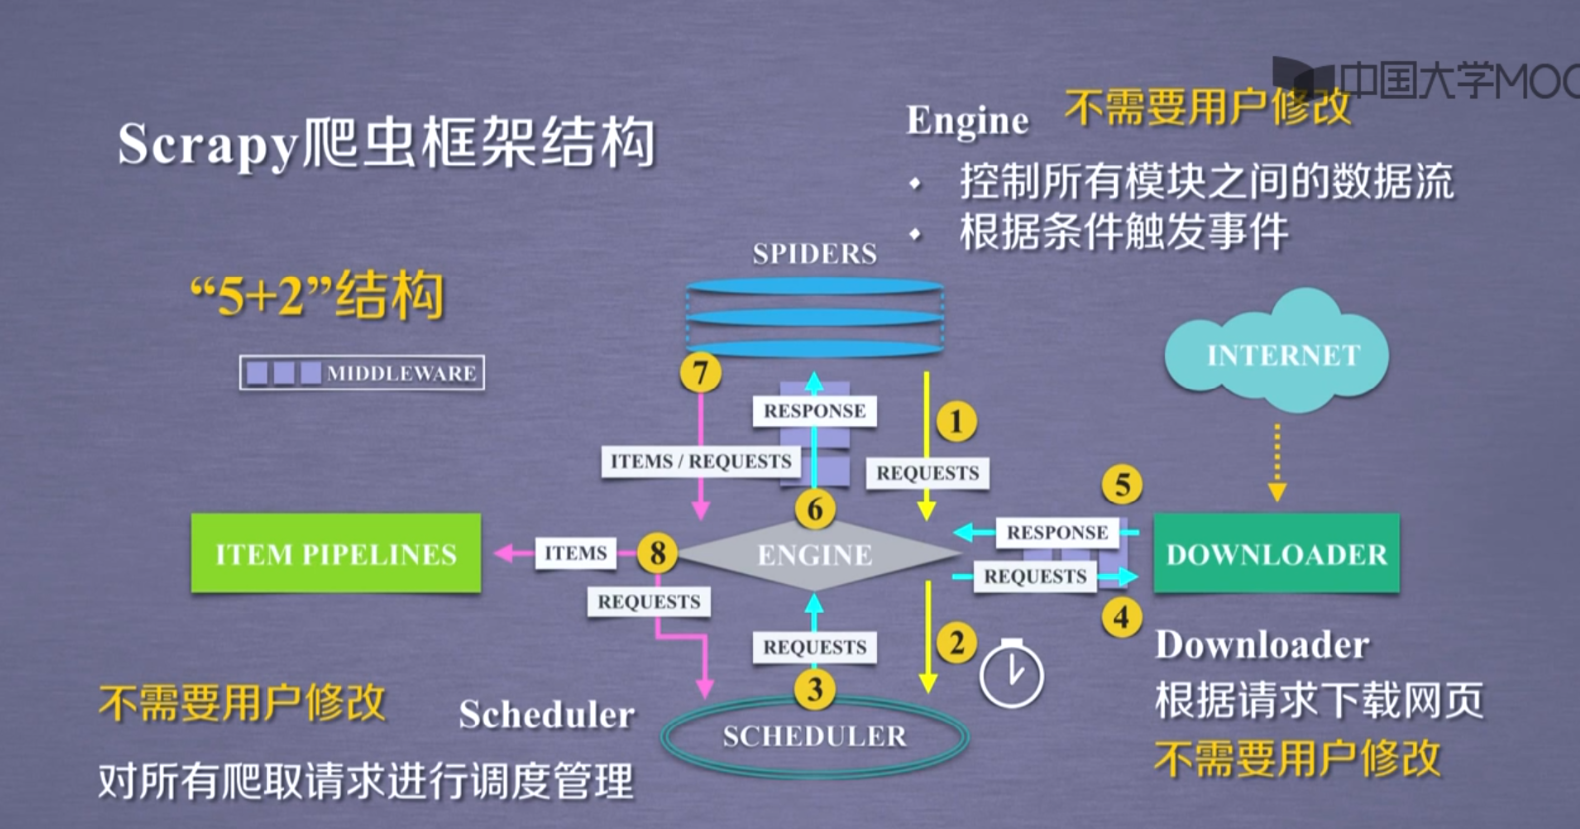 中国大学MOO
Scrapy爬虫框架结构
Engine 不需要用户修改
• 控制所有模块之间的数据流
• 根据条件触发事件
“5+2”结构
MIDDLEWARE
SPIDERS
INTERNET
7
RESPONSE
1
ITEMS / REQUESTS
REQUESTS
6
5
RESPONSE
ITEM PIPELINES
ITEMS
8
ENGINE
DOWNLOADER
REQUESTS
4
REQUESTS
REQUESTS
2
3
SCHEDULER
Downloader
根据请求下载网页
不需要用户修改
不需要用户修改 Scheduler
对所有爬取请求进行调度管理